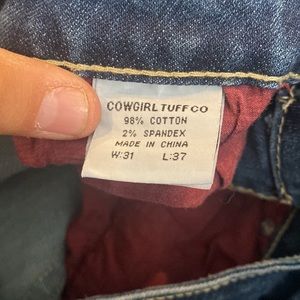 COWGIRL TUFF CO
98% COTTON
2% SPANDEX
MADE IN CHINA
W:31 L:37